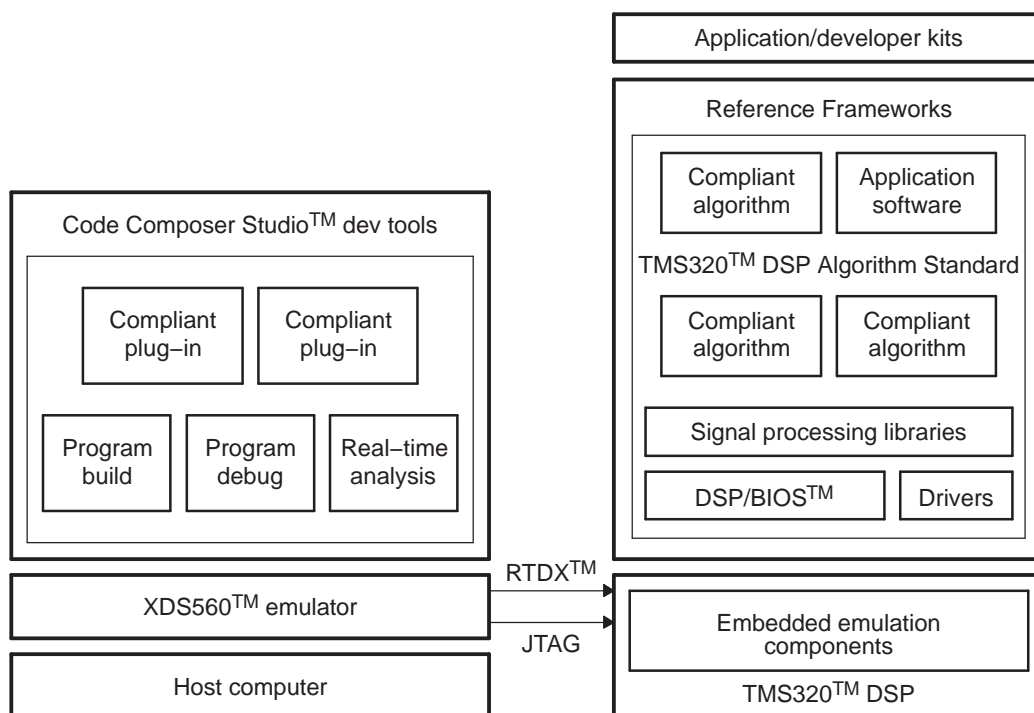 Application/developer kits
Reference Frameworks
Compliant
algorithm
Application
software
TMS320™ DSP Algorithm Standard
Compliant
algorithm
Compliant
algorithm
Signal processing libraries
DSP/BIOS™
Drivers
Code Composer Studio™ dev tools
Compliant
plug−in
Compliant
plug−in
Program
build
Program
debug
Real−time
analysis
XDS560™ emulator
Host computer
RTDX™
JTAG
Embedded emulation
components
TMS320™ DSP